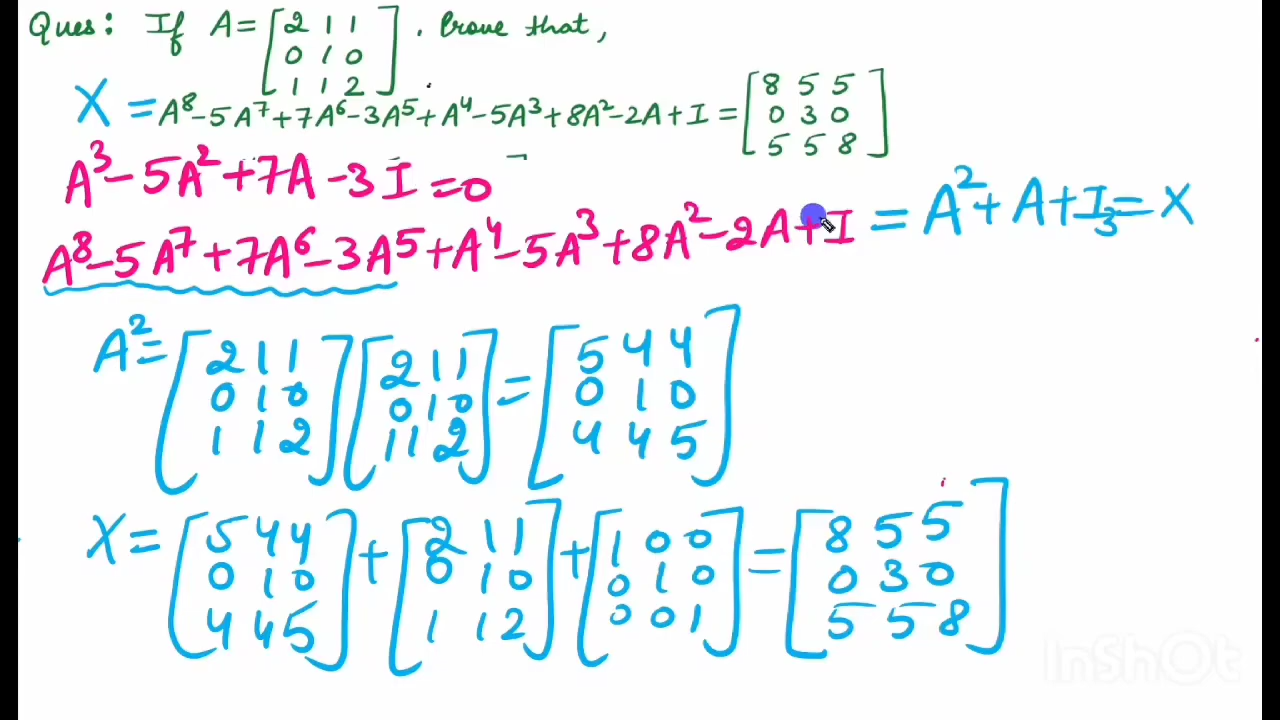 Ques: If A = [2 1 1
0 1 0
1 1 2] . Prove that,
X = A⁸ - 5A⁷ + 7A⁶ - 3A⁵ + A⁴ - 5A³ + 8A² - 2A + I = [8 5 5
0 3 0
5 5 8]
A³ - 5A² + 7A - 3I = 0
A⁸ - 5A⁷ + 7A⁶ - 3A⁵ + A⁴ - 5A³ + 8A² - 2A + I = A² + A + I₃ = X
A² = [2 1 1 [2 1 1 = [5 4 4
0 1 0 0 1 0 0 1 0
1 1 2] 1 1 2] 4 4 5]
X = [5 4 4 + [2 1 1 + [1 0 0 = [8 5 5
0 1 0 0 1 0 0 1 0 0 3 0
4 4 5] 1 1 2] 0 0 1] 5 5 8]
InShOt